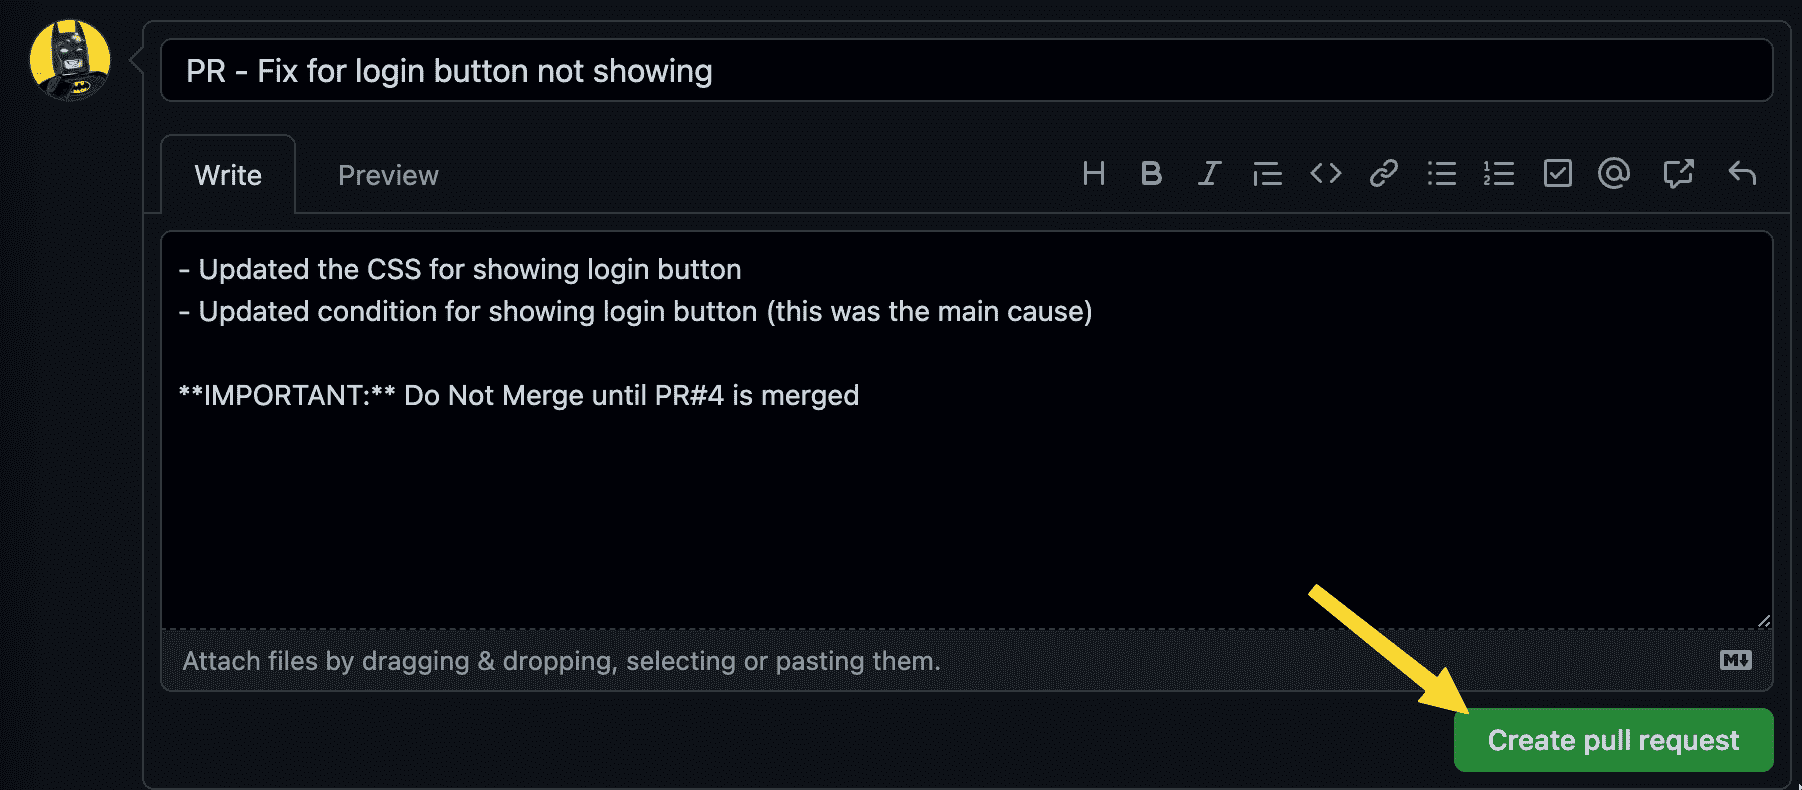 PR - Fix for login button not showing
Write
Preview
- Updated the CSS for showing login button
- Updated condition for showing login button (this was the main cause)
**IMPORTANT:** Do Not Merge until PR#4 is merged
Attach files by dragging & dropping, selecting or pasting them.
Create pull request